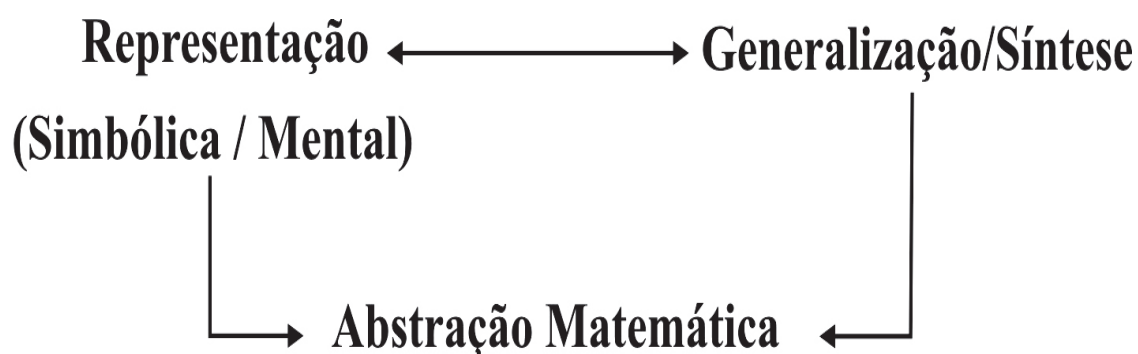 Representação
Generalização/Síntese
(Simbólica / Mental)
Abstração Matemática